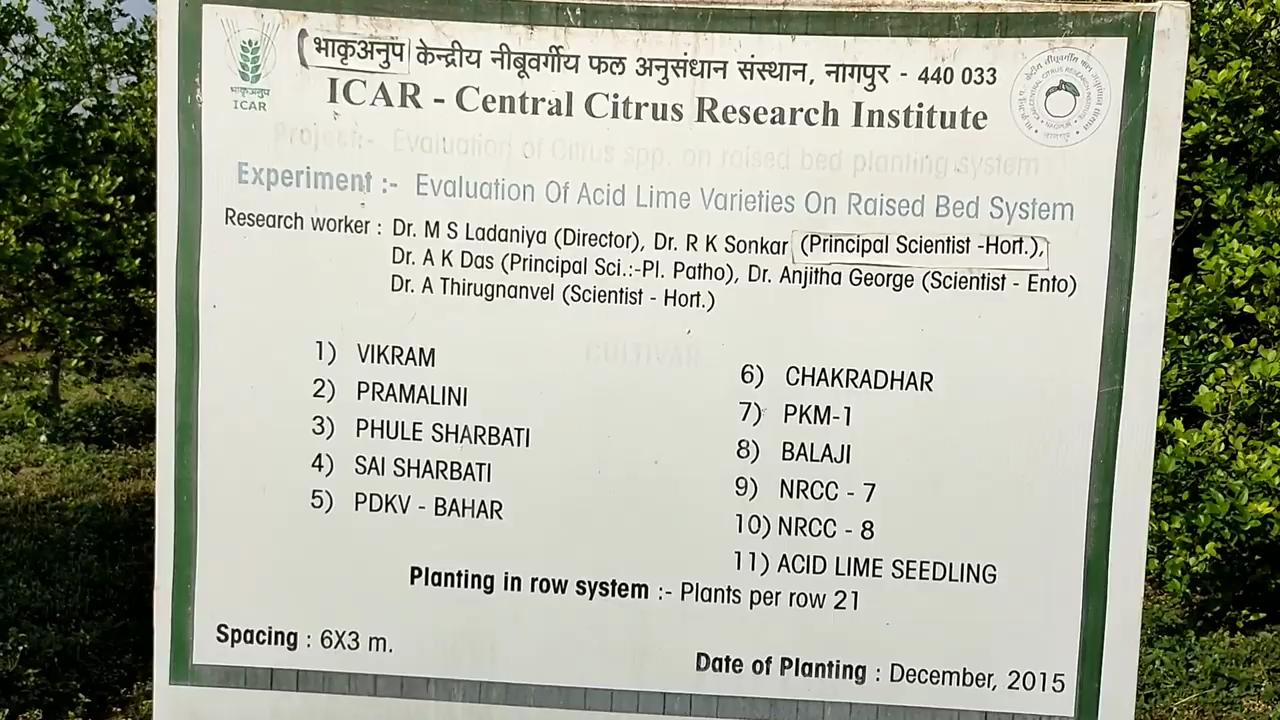 भाकृअनुप केन्द्रीय नीबूवर्गीय फल अनुसंधान संस्थान, नागपुर - 440 033
ICAR - Central Citrus Research Institute
भाकृअनुप
ICAR
Project:- Evaluation of Citrus spp. on raised bed planting system
Experiment :- Evaluation Of Acid Lime Varieties On Raised Bed System
Research worker : Dr. M S Ladaniya (Director), Dr. R K Sonkar (Principal Scientist -Hort.),
Dr. A K Das (Principal Sci.:-Pl. Patho), Dr. Anjitha George (Scientist - Ento)
Dr. A Thirugnanvel (Scientist - Hort.)
CULTIVAR
1) VIKRAM
2) PRAMALINI
3) PHULE SHARBATI
4) SAI SHARBATI
5) PDKV - BAHAR
6) CHAKRADHAR
7) PKM-1
8) BALAJI
9) NRCC - 7
10) NRCC - 8
11) ACID LIME SEEDLING
Planting in row system :- Plants per row 21
Spacing : 6X3 m.
Date of Planting : December, 2015